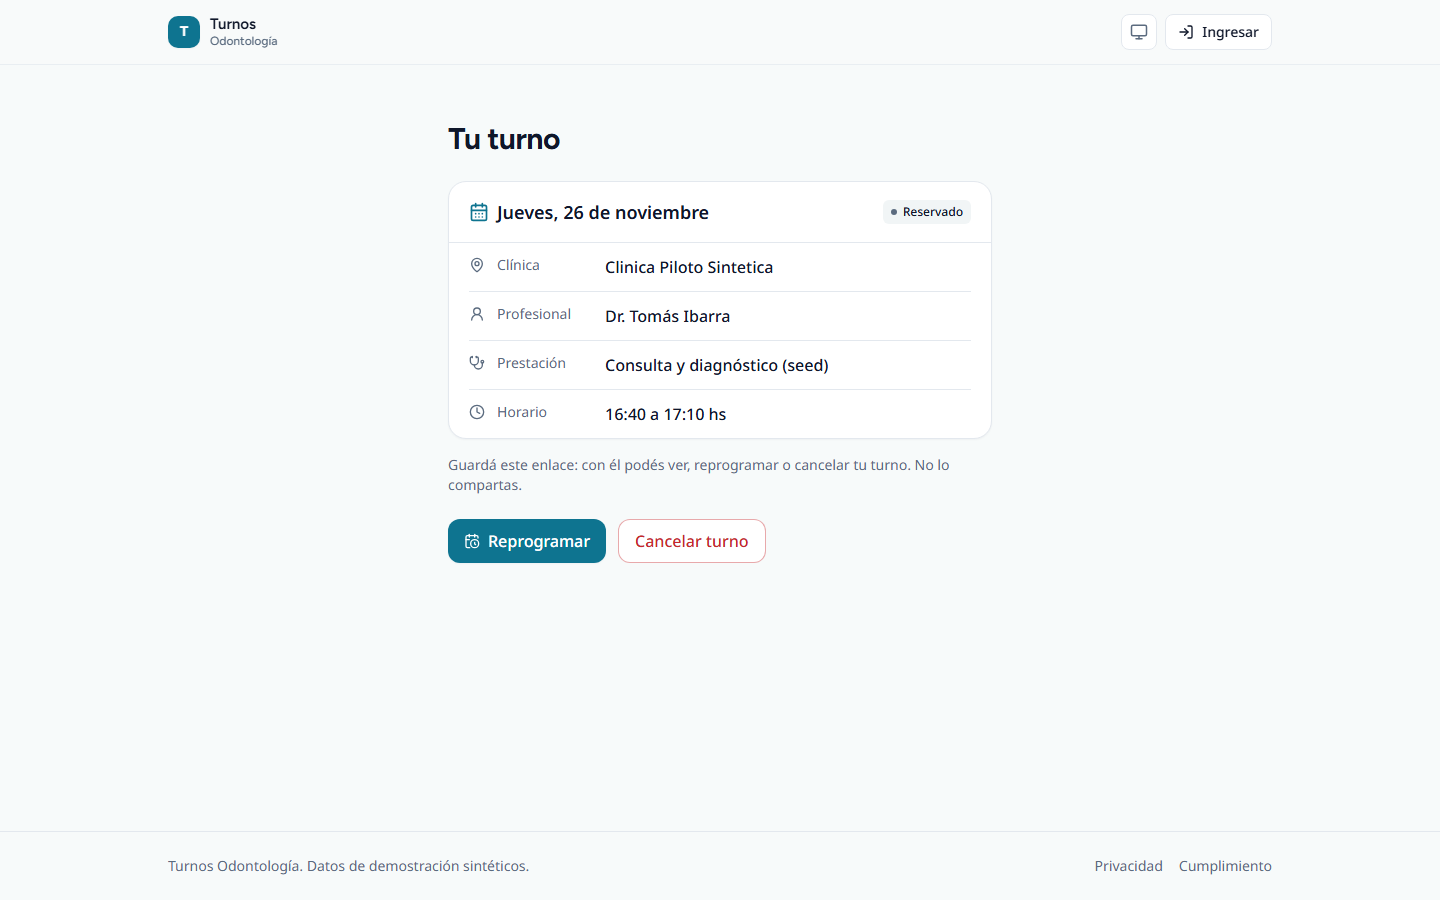 T
Turnos
Odontología
Ingresar
Tu turno
Jueves, 26 de noviembre
Reservado
Clínica
Clinica Piloto Sintetica
Profesional
Dr. Tomás Ibarra
Prestación
Consulta y diagnóstico (seed)
Horario
16:40 a 17:10 hs
Guardá este enlace: con él podés ver, reprogramar o cancelar tu turno. No lo
compartas.
Reprogramar
Cancelar turno
Turnos Odontología. Datos de demostración sintéticos.
Privacidad
Cumplimiento